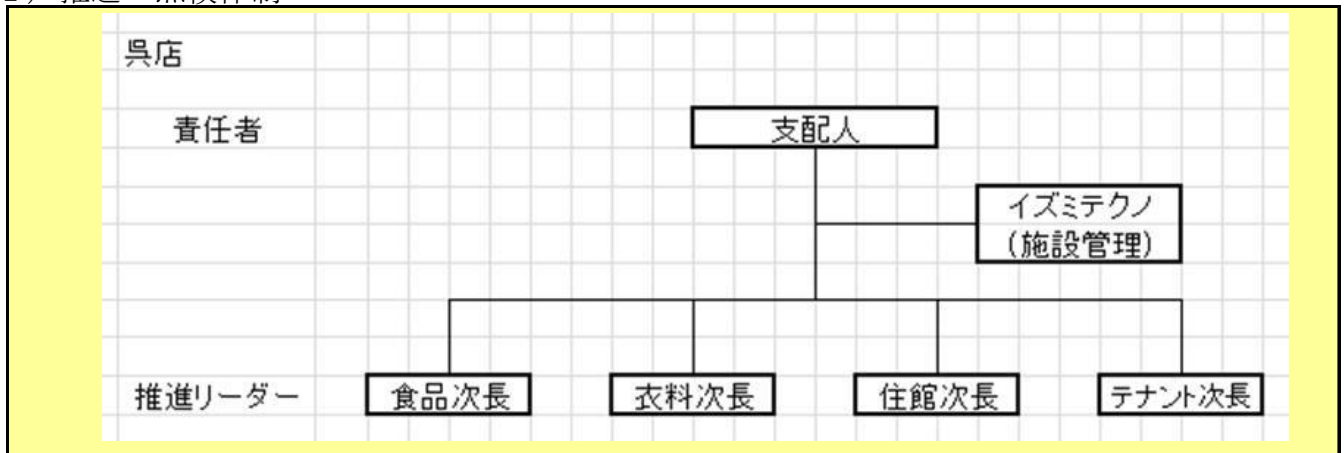 呉店
責任者
支配人
イズミテクノ
(施設管理)
推進リーダー
食品次長
衣料次長
住館次長
テナント次長